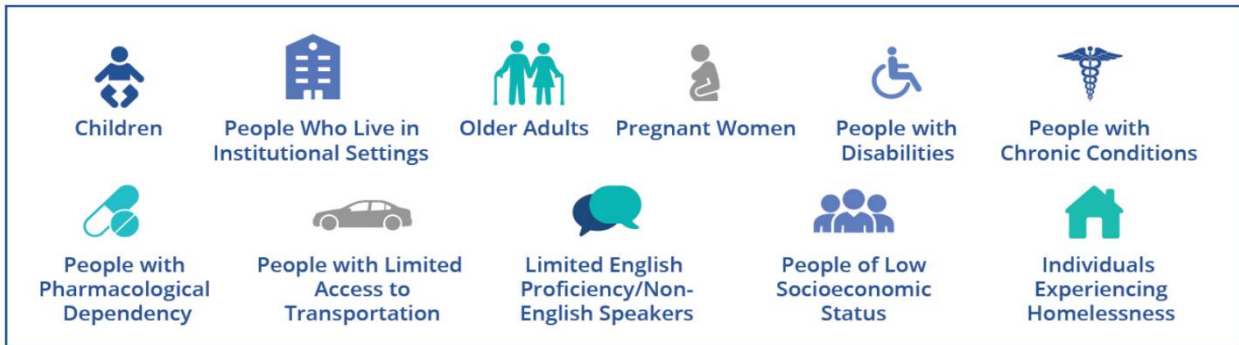 Children
People Who Live in
Institutional Settings
Older Adults
Pregnant Women
People with
Disabilities
People with
Chronic Conditions
People with
Pharmacological
Dependency
People with Limited
Access to
Transportation
Limited English
Proficiency/Non-
English Speakers
People of Low
Socioeconomic
Status
Individuals
Experiencing
Homelessness